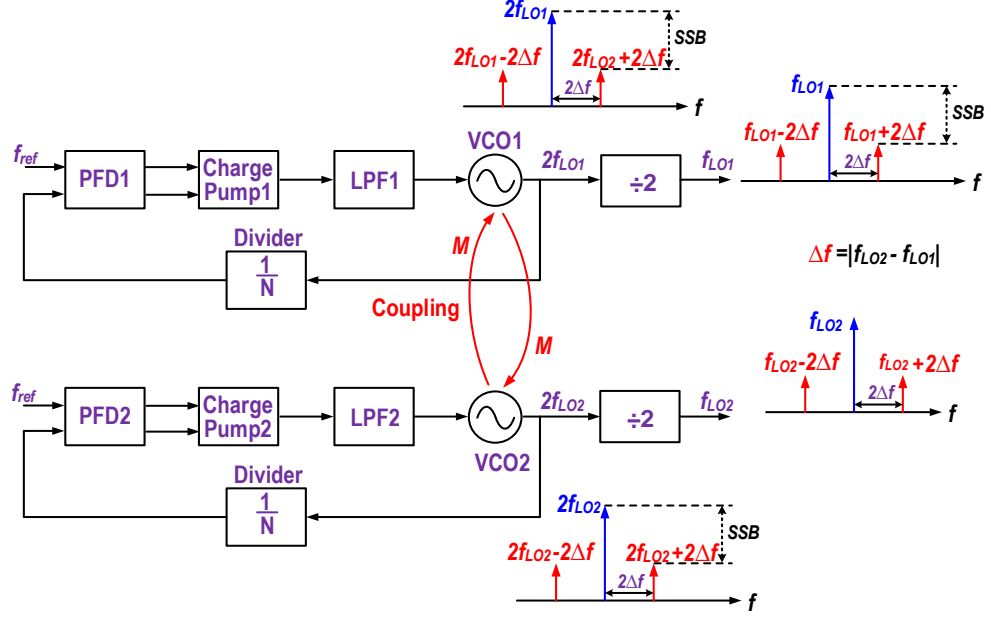 2fLO1
SSB
2fLO1-2Δf
2fLO2+2Δf
2Δf
f
fLO1
SSB
fLO1-2Δf
fLO1+2Δf
2Δf
f
VCO1
fref
PFD1
Charge
Pump1
LPF1
2fLO1
÷2
fLO1
Divider
1
N
M
Coupling
M
Δf =|fLO2 - fLO1|
fLO2
fLO2-2Δf
fLO2+2Δf
2Δf
f
fref
PFD2
Charge
Pump2
LPF2
2fLO2
÷2
fLO2
VCO2
Divider
1
N
2fLO2
SSB
2fLO2-2Δf
2fLO2+2Δf
2Δf
f